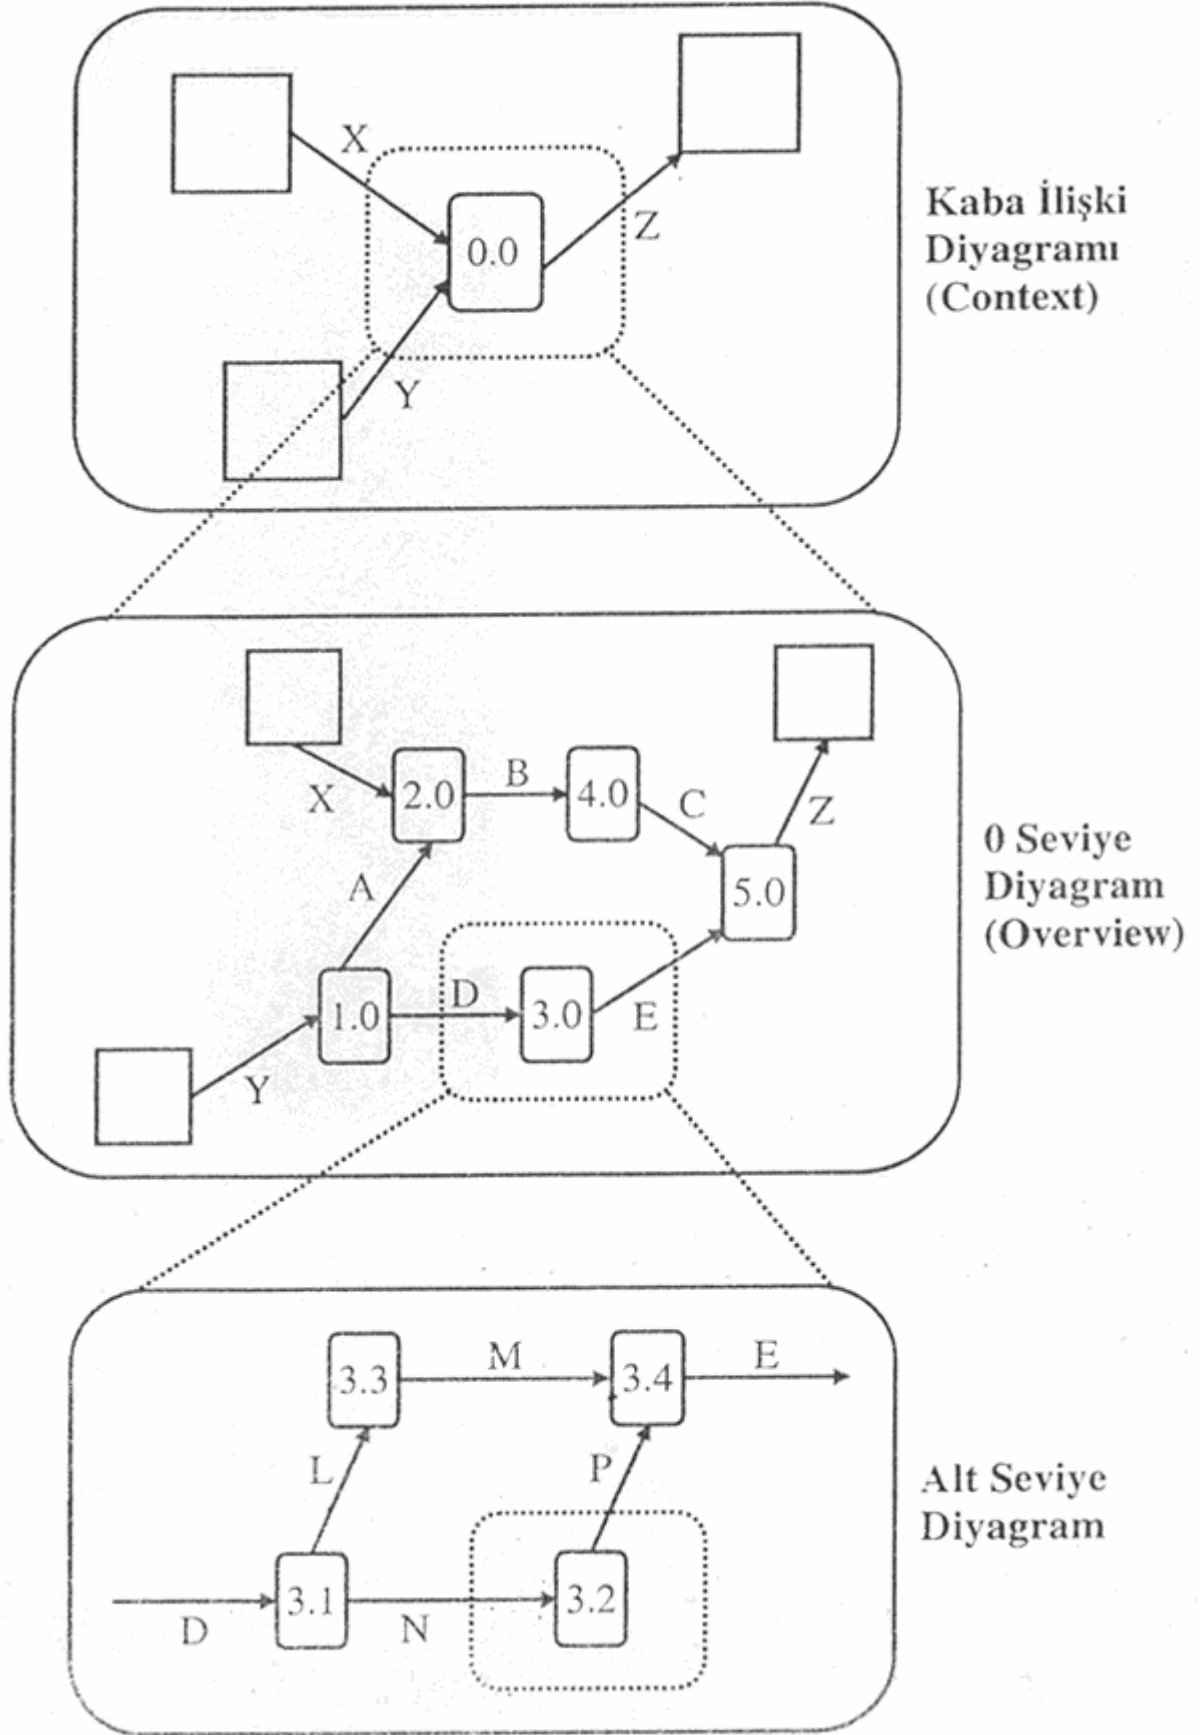 X
0.0
Z
Y
Kaba İlişki
Diyagramı
(Context)
X
2.0
B
4.0
C
Z
5.0
A
1.0
D
3.0
E
Y
0 Seviye
Diyagram
(Overview)
3.3
M
3.4
E
L
P
3.1
3.2
D
N
Alt Seviye
Diyagram